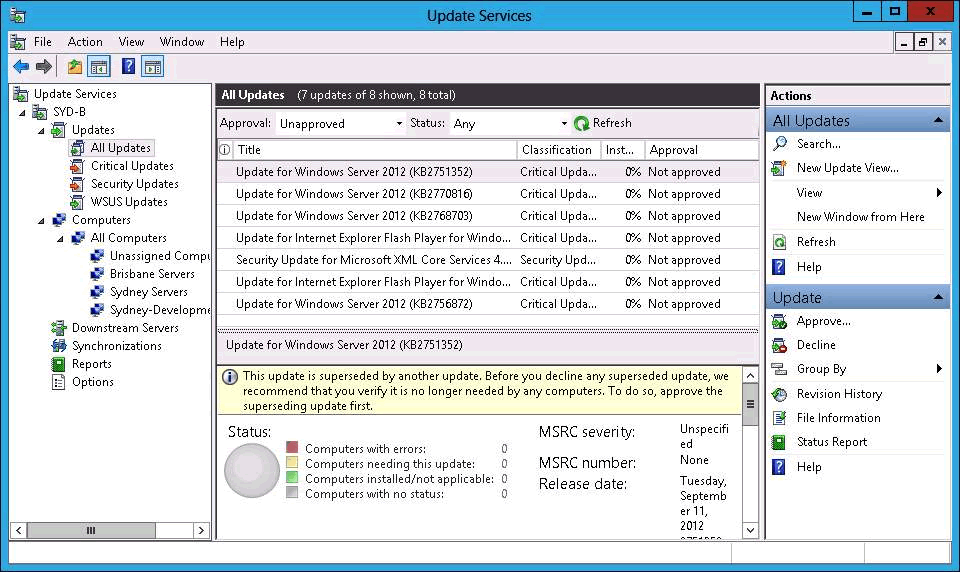 Update Services
File Action View Window Help
Update Services
SYD-B
Updates
All Updates
Critical Updates
Security Updates
WSUS Updates
Computers
All Computers
Unassigned Compu
Brisbane Servers
Sydney Servers
Sydney-Developme
Downstream Servers
Synchronizations
Reports
Options
All Updates (7 updates of 8 shown, 8 total)
Approval: Unapproved Status: Any Refresh
Title Classification Inst... Approval
Update for Windows Server 2012 (KB2751352) Critical Upda... 0% Not approved
Update for Windows Server 2012 (KB2770816) Critical Upda... 0% Not approved
Update for Windows Server 2012 (KB2768703) Critical Upda... 0% Not approved
Update for Internet Explorer Flash Player for Windo... Critical Upda... 0% Not approved
Security Update for Microsoft XML Core Services 4.... Security Upd... 0% Not approved
Update for Internet Explorer Flash Player for Windo... Critical Upda... 0% Not approved
Update for Windows Server 2012 (KB2756872) Critical Upda... 0% Not approved
Update for Windows Server 2012 (KB2751352)
This update is superseded by another update. Before you decline any superseded update, we
recommend that you verify it is no longer needed by any computers. To do so, approve the
superseding update first.
Status:
Computers with errors: 0
Computers needing this update: 0
Computers installed/not applicable: 0
Computers with no status: 0
MSRC severity: Unspecifi
ed
MSRC number: None
Release date: Tuesday,
Septemb
er 11,
2012
Actions
All Updates
Search...
New Update View...
View
New Window from Here
Refresh
Help
Update
Approve...
Decline
Group By
Revision History
File Information
Status Report
Help